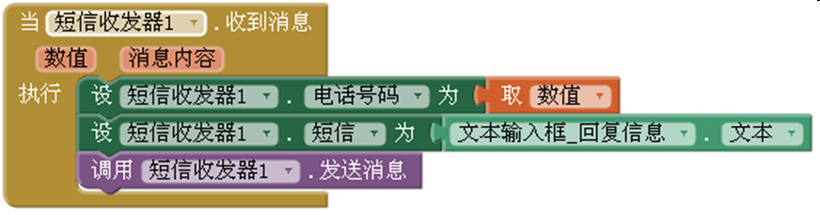 当 短信收发器1 . 收到消息
数值 消息内容
执行 设 短信收发器1 . 电话号码 为 取 数值
设 短信收发器1 . 短信 为 文本输入框_回复信息 . 文本
调用 短信收发器1 .发送消息